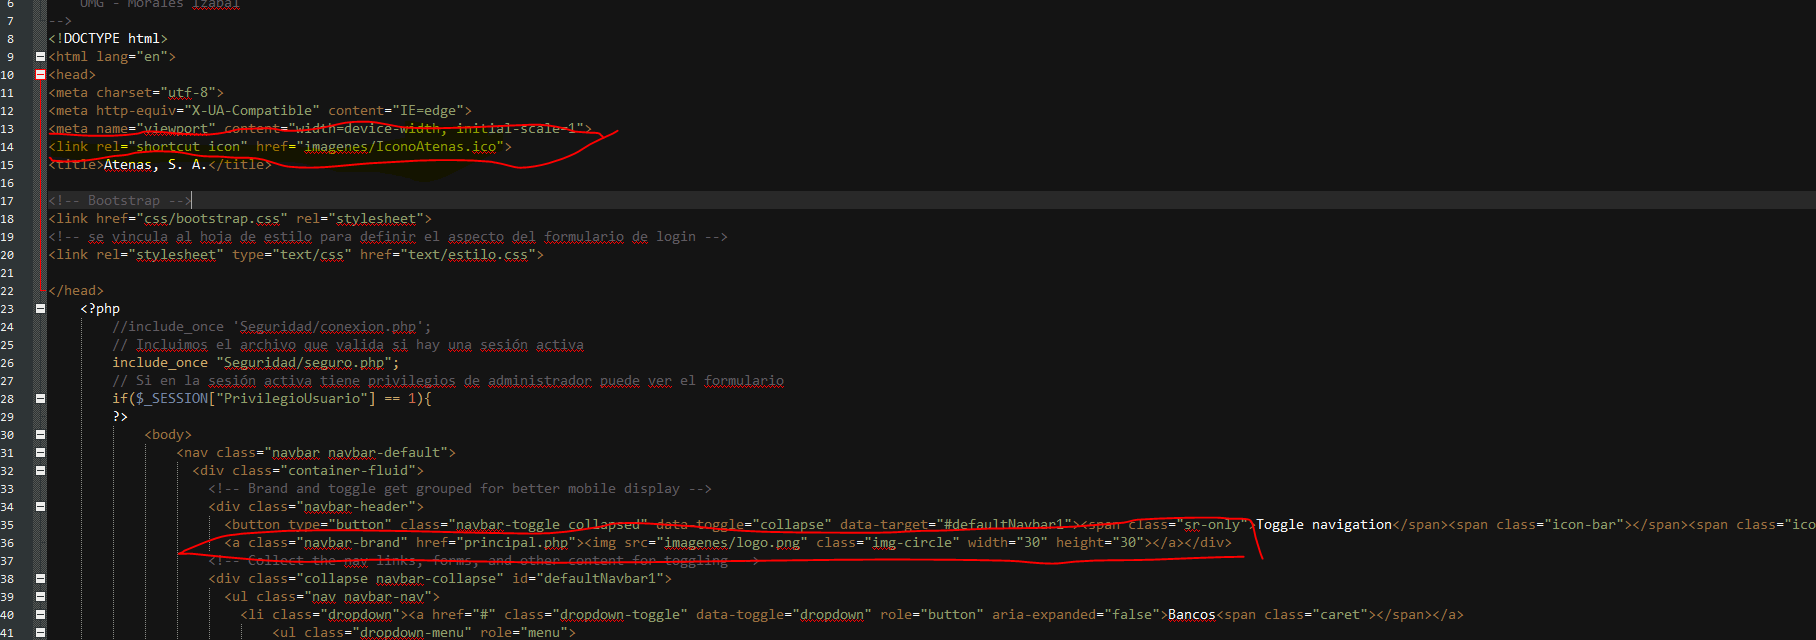 6 UMG - Morales Izabal
7 -->
8 <!DOCTYPE html>
9 <html lang="en">
10 <head>
11 <meta charset="utf-8">
12 <meta http-equiv="X-UA-Compatible" content="IE=edge">
13 <meta name="viewport" content="width=device-width, initial-scale=1">
14 <link rel="shortcut icon" href="imagenes/IconoAtenas.ico">
15 <title>Atenas, S. A.</title>
16
17 <!-- Bootstrap -->
18 <link href="css/bootstrap.css" rel="stylesheet">
19 <!-- se vincula al hoja de estilo para definir el aspecto del formulario de login -->
20 <link rel="stylesheet" type="text/css" href="text/estilo.css">
21
22 </head>
23 <?php
24 //include_once 'Seguridad/conexion.php';
25 // Incluimos el archivo que valida si hay una sesión activa
26 include_once "Seguridad/seguro.php";
27 // Si en la sesión activa tiene privilegios de administrador puede ver el formulario
28 if($_SESSION["PrivilegioUsuario"] == 1){
29 ?>
30 <body>
31 <nav class="navbar navbar-default">
32 <div class="container-fluid">
33 <!-- Brand and toggle get grouped for better mobile display -->
34 <div class="navbar-header">
35 <button type="button" class="navbar-toggle collapsed" data-toggle="collapse" data-target="#defaultNavbar1"><span class="sr-only">Toggle navigation</span><span class="icon-bar"></span><span class="ico
36 <a class="navbar-brand" href="principal.php"><img src="imagenes/logo.png" class="img-circle" width="30" height="30"></a></div>
37 <!-- Collect the nav links, forms, and other content for toggling -->
38 <div class="collapse navbar-collapse" id="defaultNavbar1">
39 <ul class="nav navbar-nav">
40 <li class="dropdown"><a href="#" class="dropdown-toggle" data-toggle="dropdown" role="button" aria-expanded="false">Bancos<span class="caret"></span></a>
41 <ul class="dropdown-menu" role="menu">